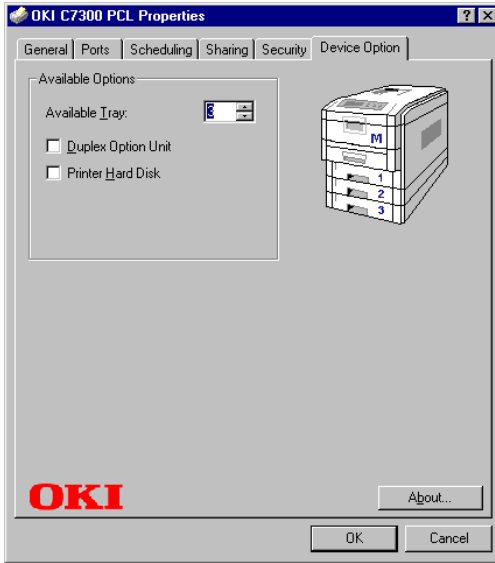 OKI C7300 PCL Properties
General Ports Scheduling Sharing Security Device Option
Available Options
Available Tray: 3
Duplex Option Unit
Printer Hard Disk
M
1
2
3
OKI
About...
OK Cancel